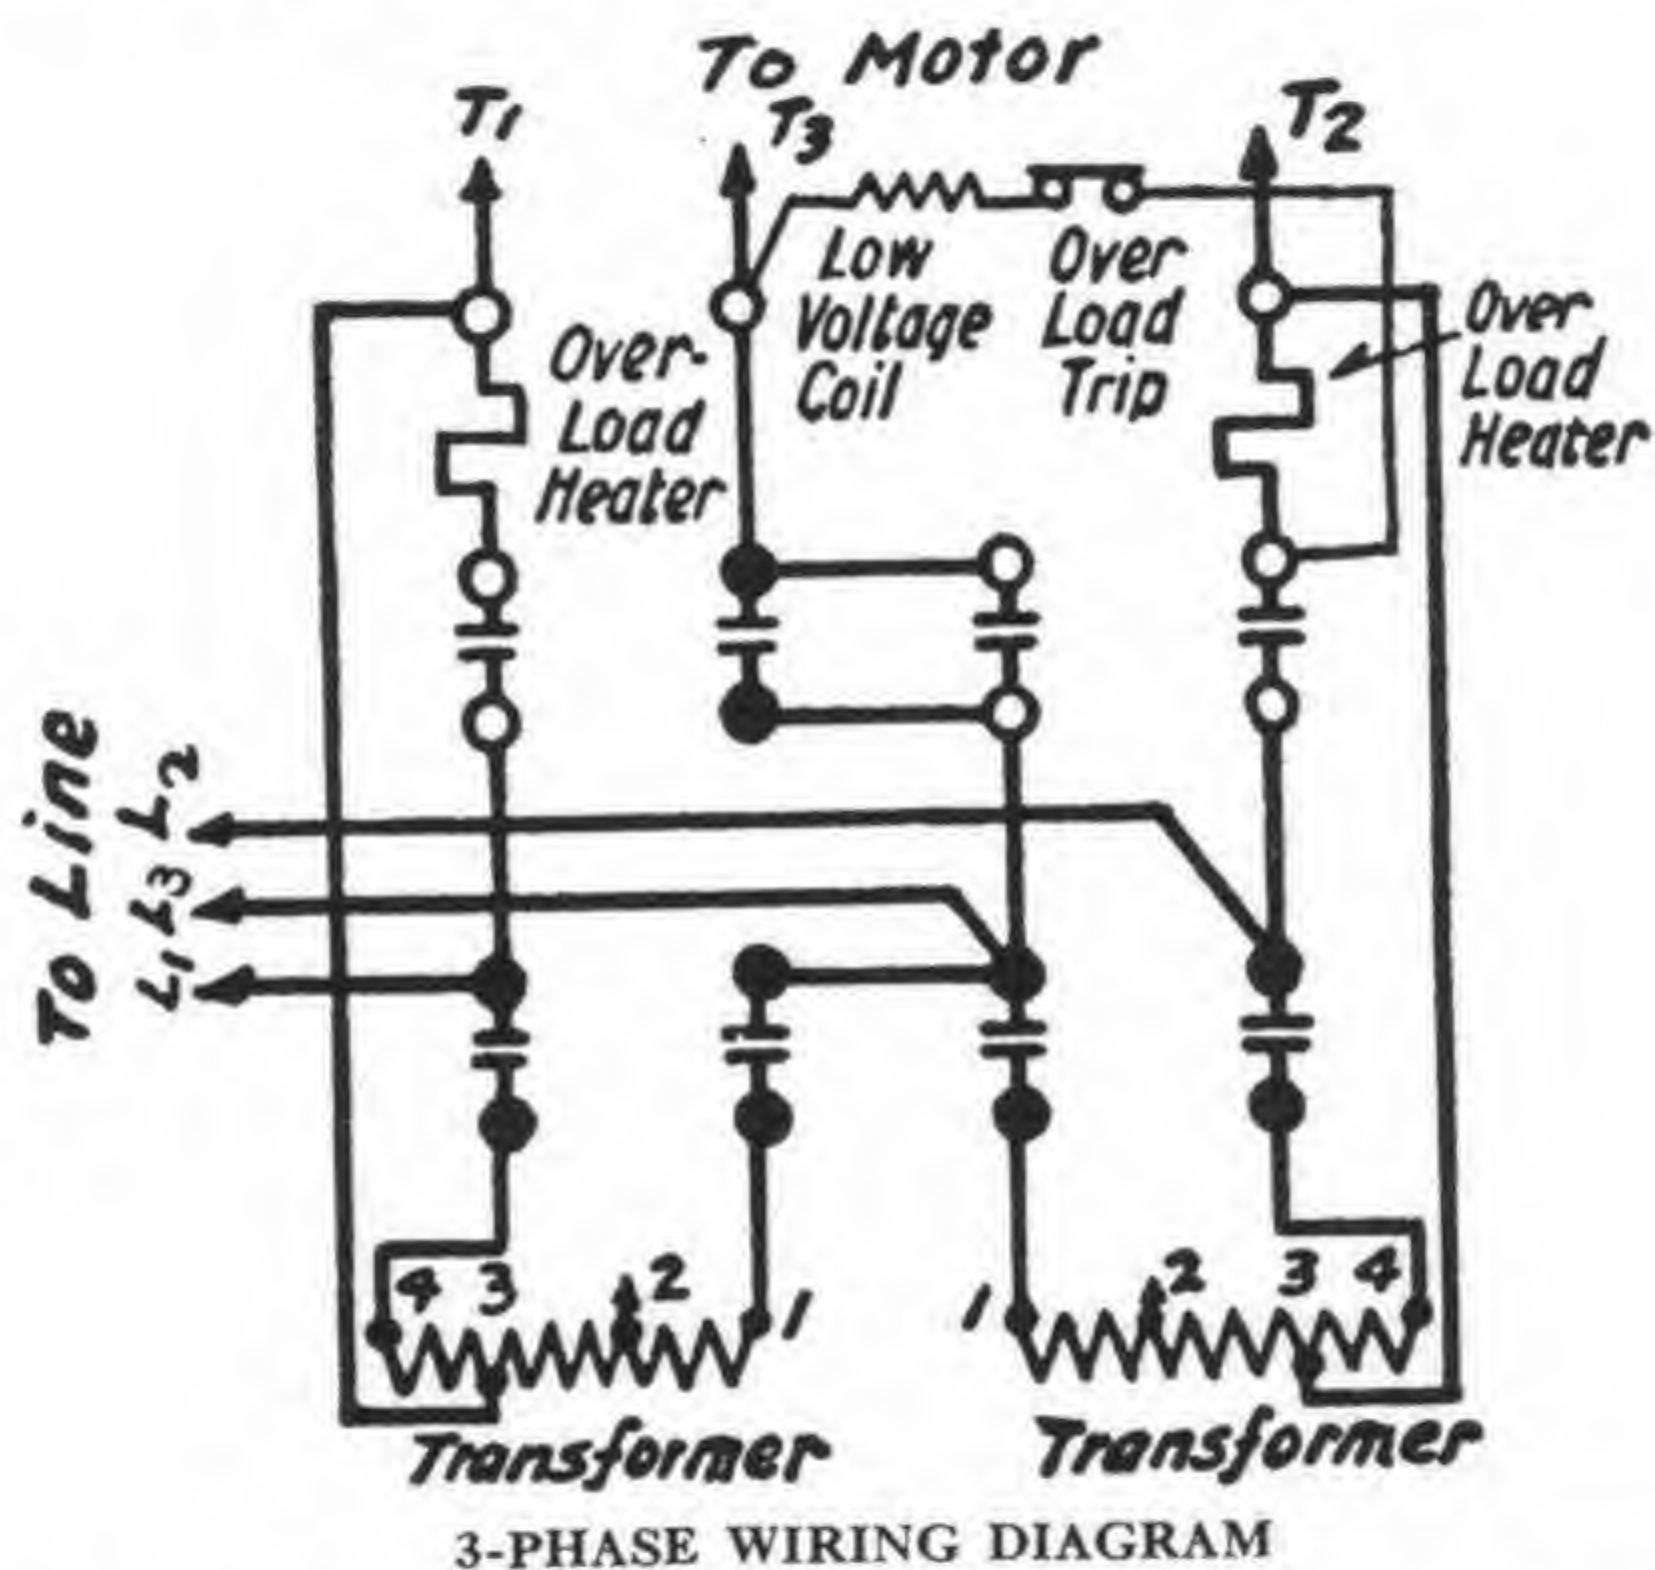 To Motor
T1
T3
T2
Low
Voltage
Coil
Over
Load
Trip
Over
Load
Heater
Over-
Load
Heater
To Line
L2
L3
L1
4 3 2 1
1 2 3 4
Transformer
Transformer
3-PHASE WIRING DIAGRAM